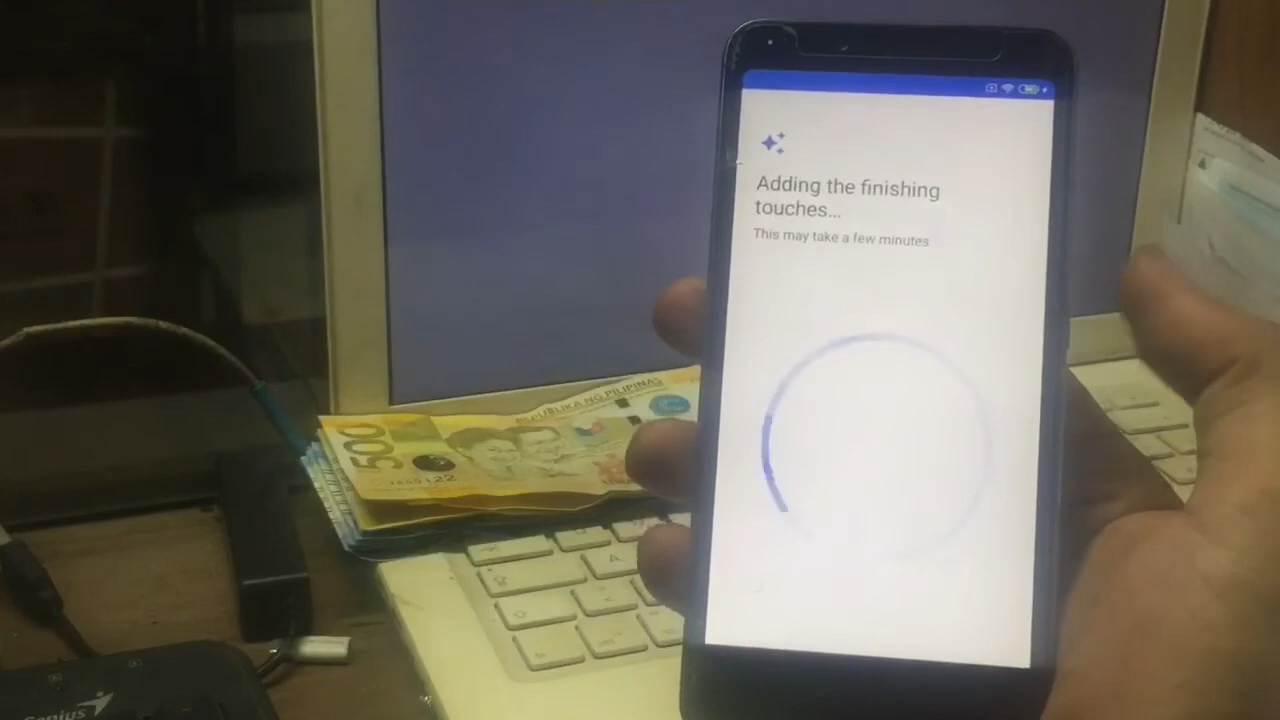 Adding the finishing
touches...
This may take a few minutes
REPUBLIKA NG PILIPINAS
500
Genius
A